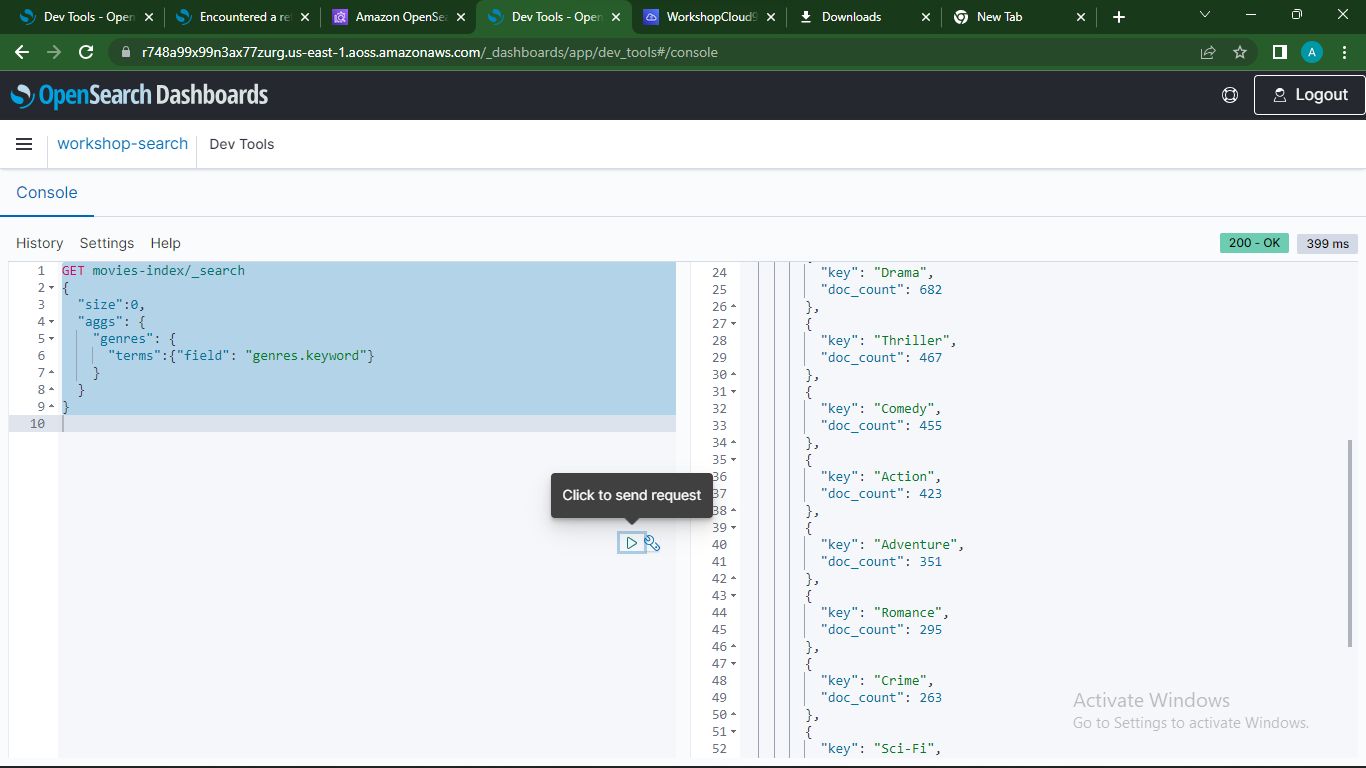 Dev Tools - Open
Encountered a re
Amazon OpenSe
Dev Tools - Open
WorkshopCloud9
Downloads
New Tab
r748a99x99n3ax77zurg.us-east-1.aoss.amazonaws.com/_dashboards/app/dev_tools#/console
A
OpenSearch Dashboards
Logout
workshop-search
Dev Tools
Console
History Settings Help
200 - OK
399 ms
1 GET movies-index/_search
2 {
3 "size":0,
4 "aggs": {
5 "genres": {
6 "terms":{"field": "genres.keyword"}
7 }
8 }
9 }
10
Click to send request
24 "key": "Drama",
25 "doc_count": 682
26 },
27 {
28 "key": "Thriller",
29 "doc_count": 467
30 },
31 {
32 "key": "Comedy",
33 "doc_count": 455
34 },
35 {
36 "key": "Action",
37 "doc_count": 423
38 },
39 {
40 "key": "Adventure",
41 "doc_count": 351
42 },
43 {
44 "key": "Romance",
45 "doc_count": 295
46 },
47 {
48 "key": "Crime",
49 "doc_count": 263
50 },
51 {
52 "key": "Sci-Fi",
Activate Windows
Go to Settings to activate Windows.